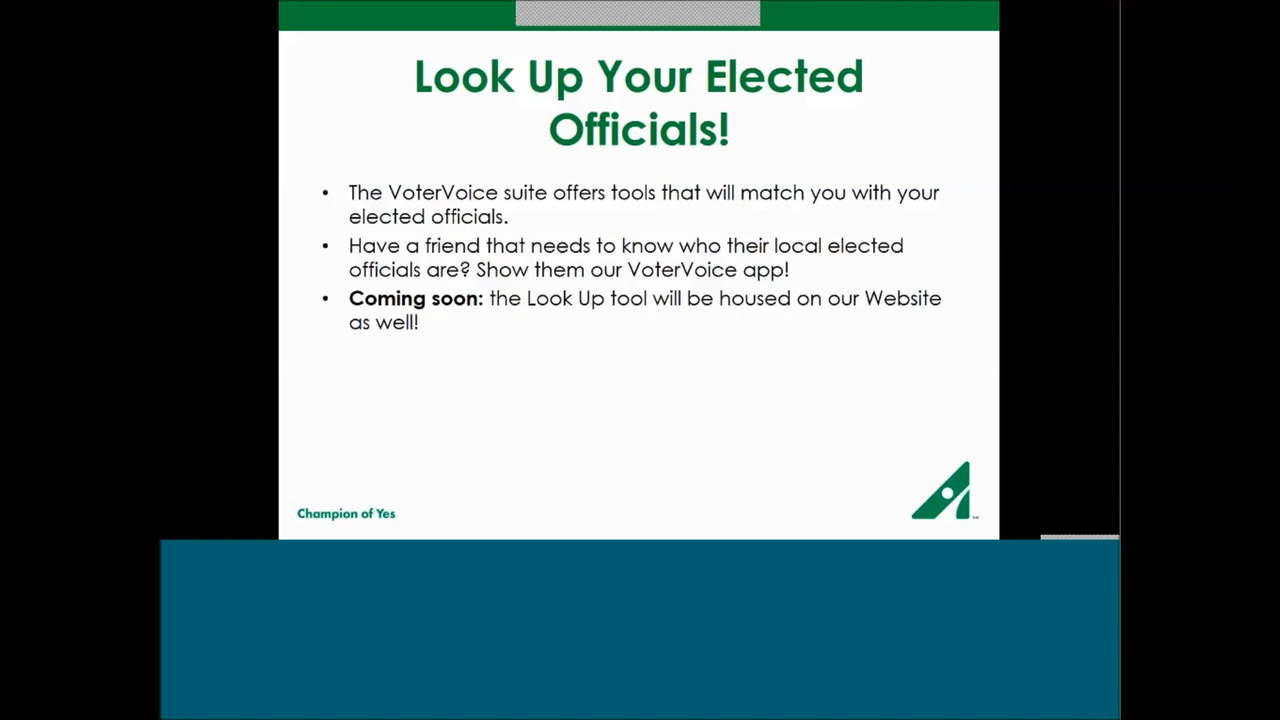 Look Up Your Elected
Officials!
• The VoterVoice suite offers tools that will match you with your
elected officials.
• Have a friend that needs to know who their local elected
officials are? Show them our VoterVoice app!
• Coming soon: the Look Up tool will be housed on our Website
as well!
Champion of Yes